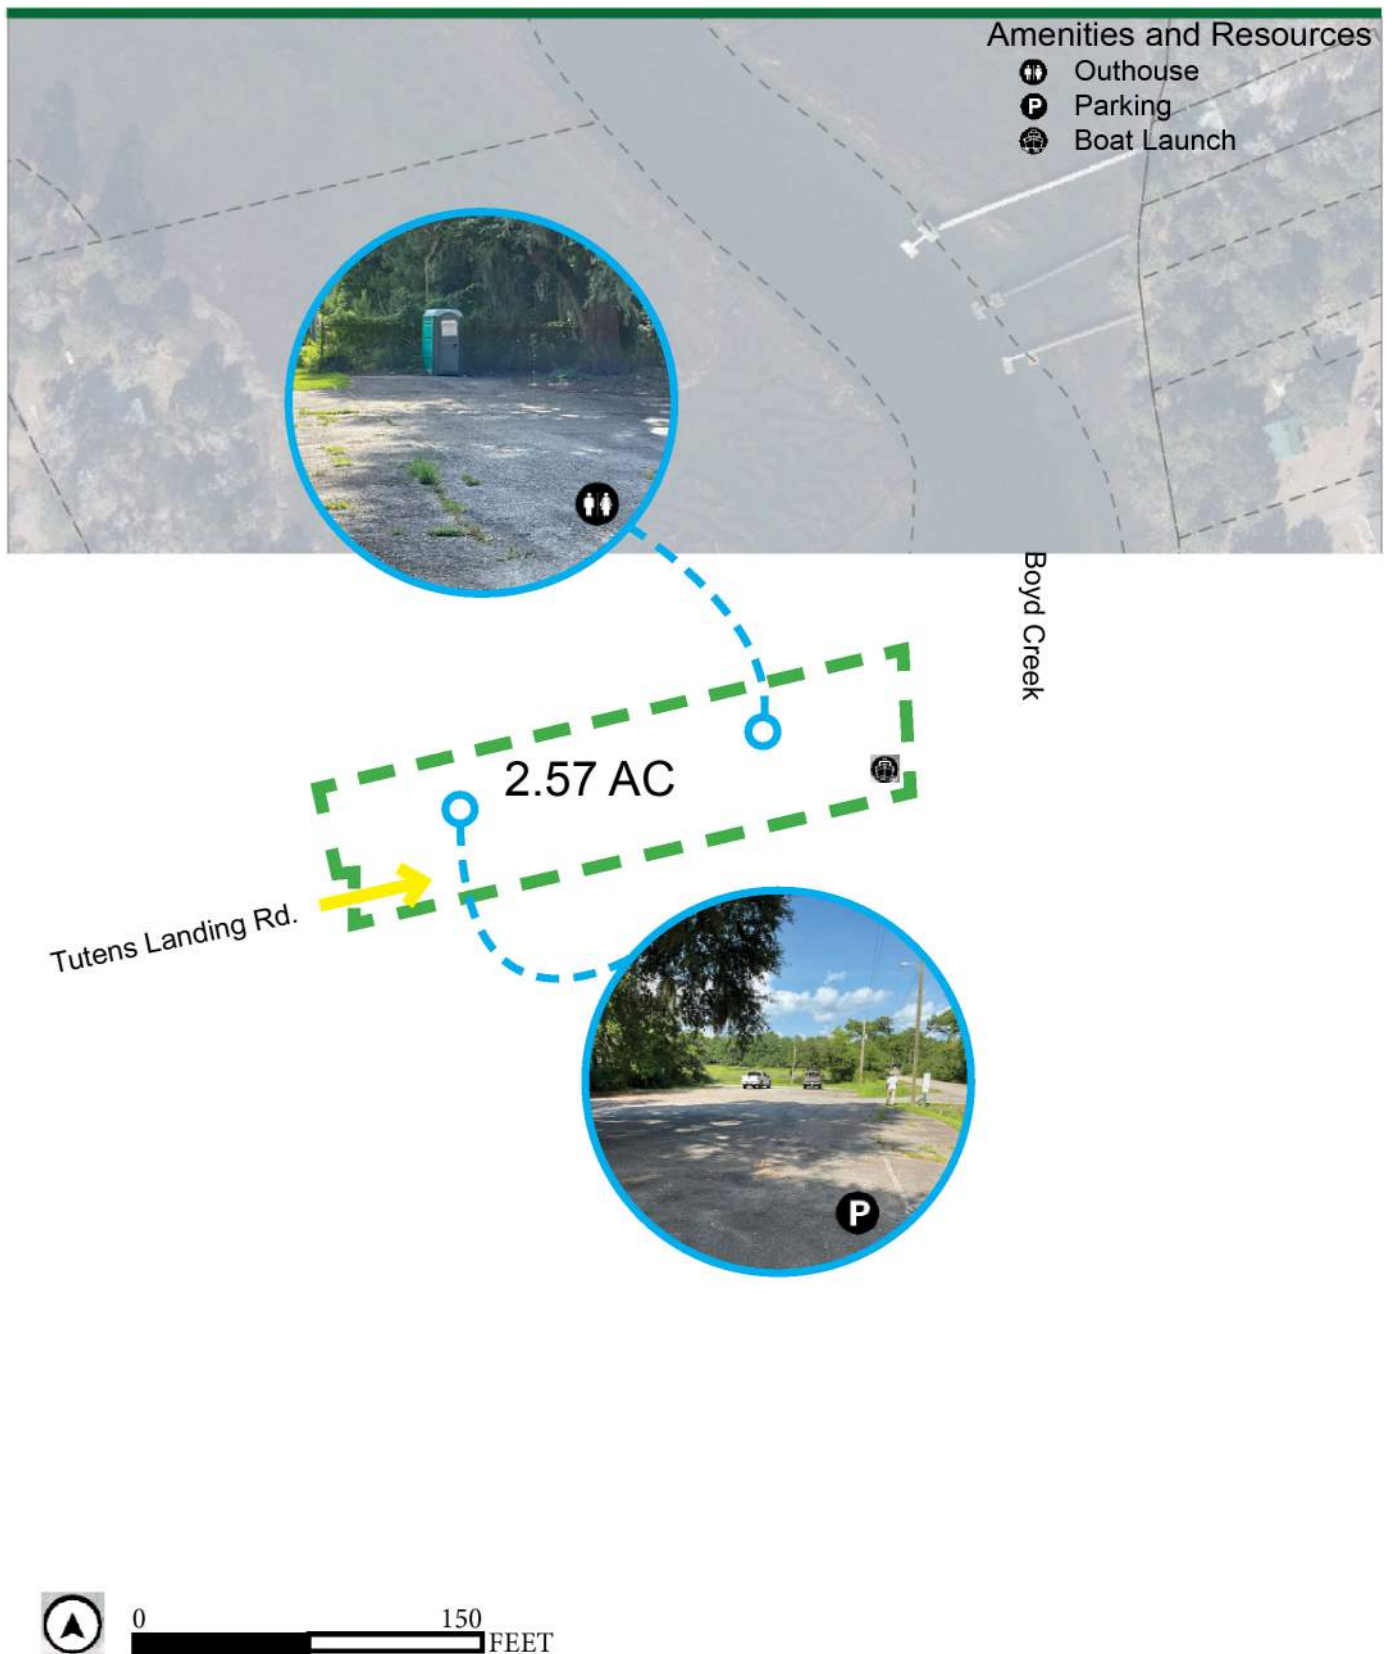 Amenities and Resources
Outhouse
P Parking
Boat Launch
Boyd Creek
2.57 AC
Tutens Landing Rd.
P
0 150
FEET